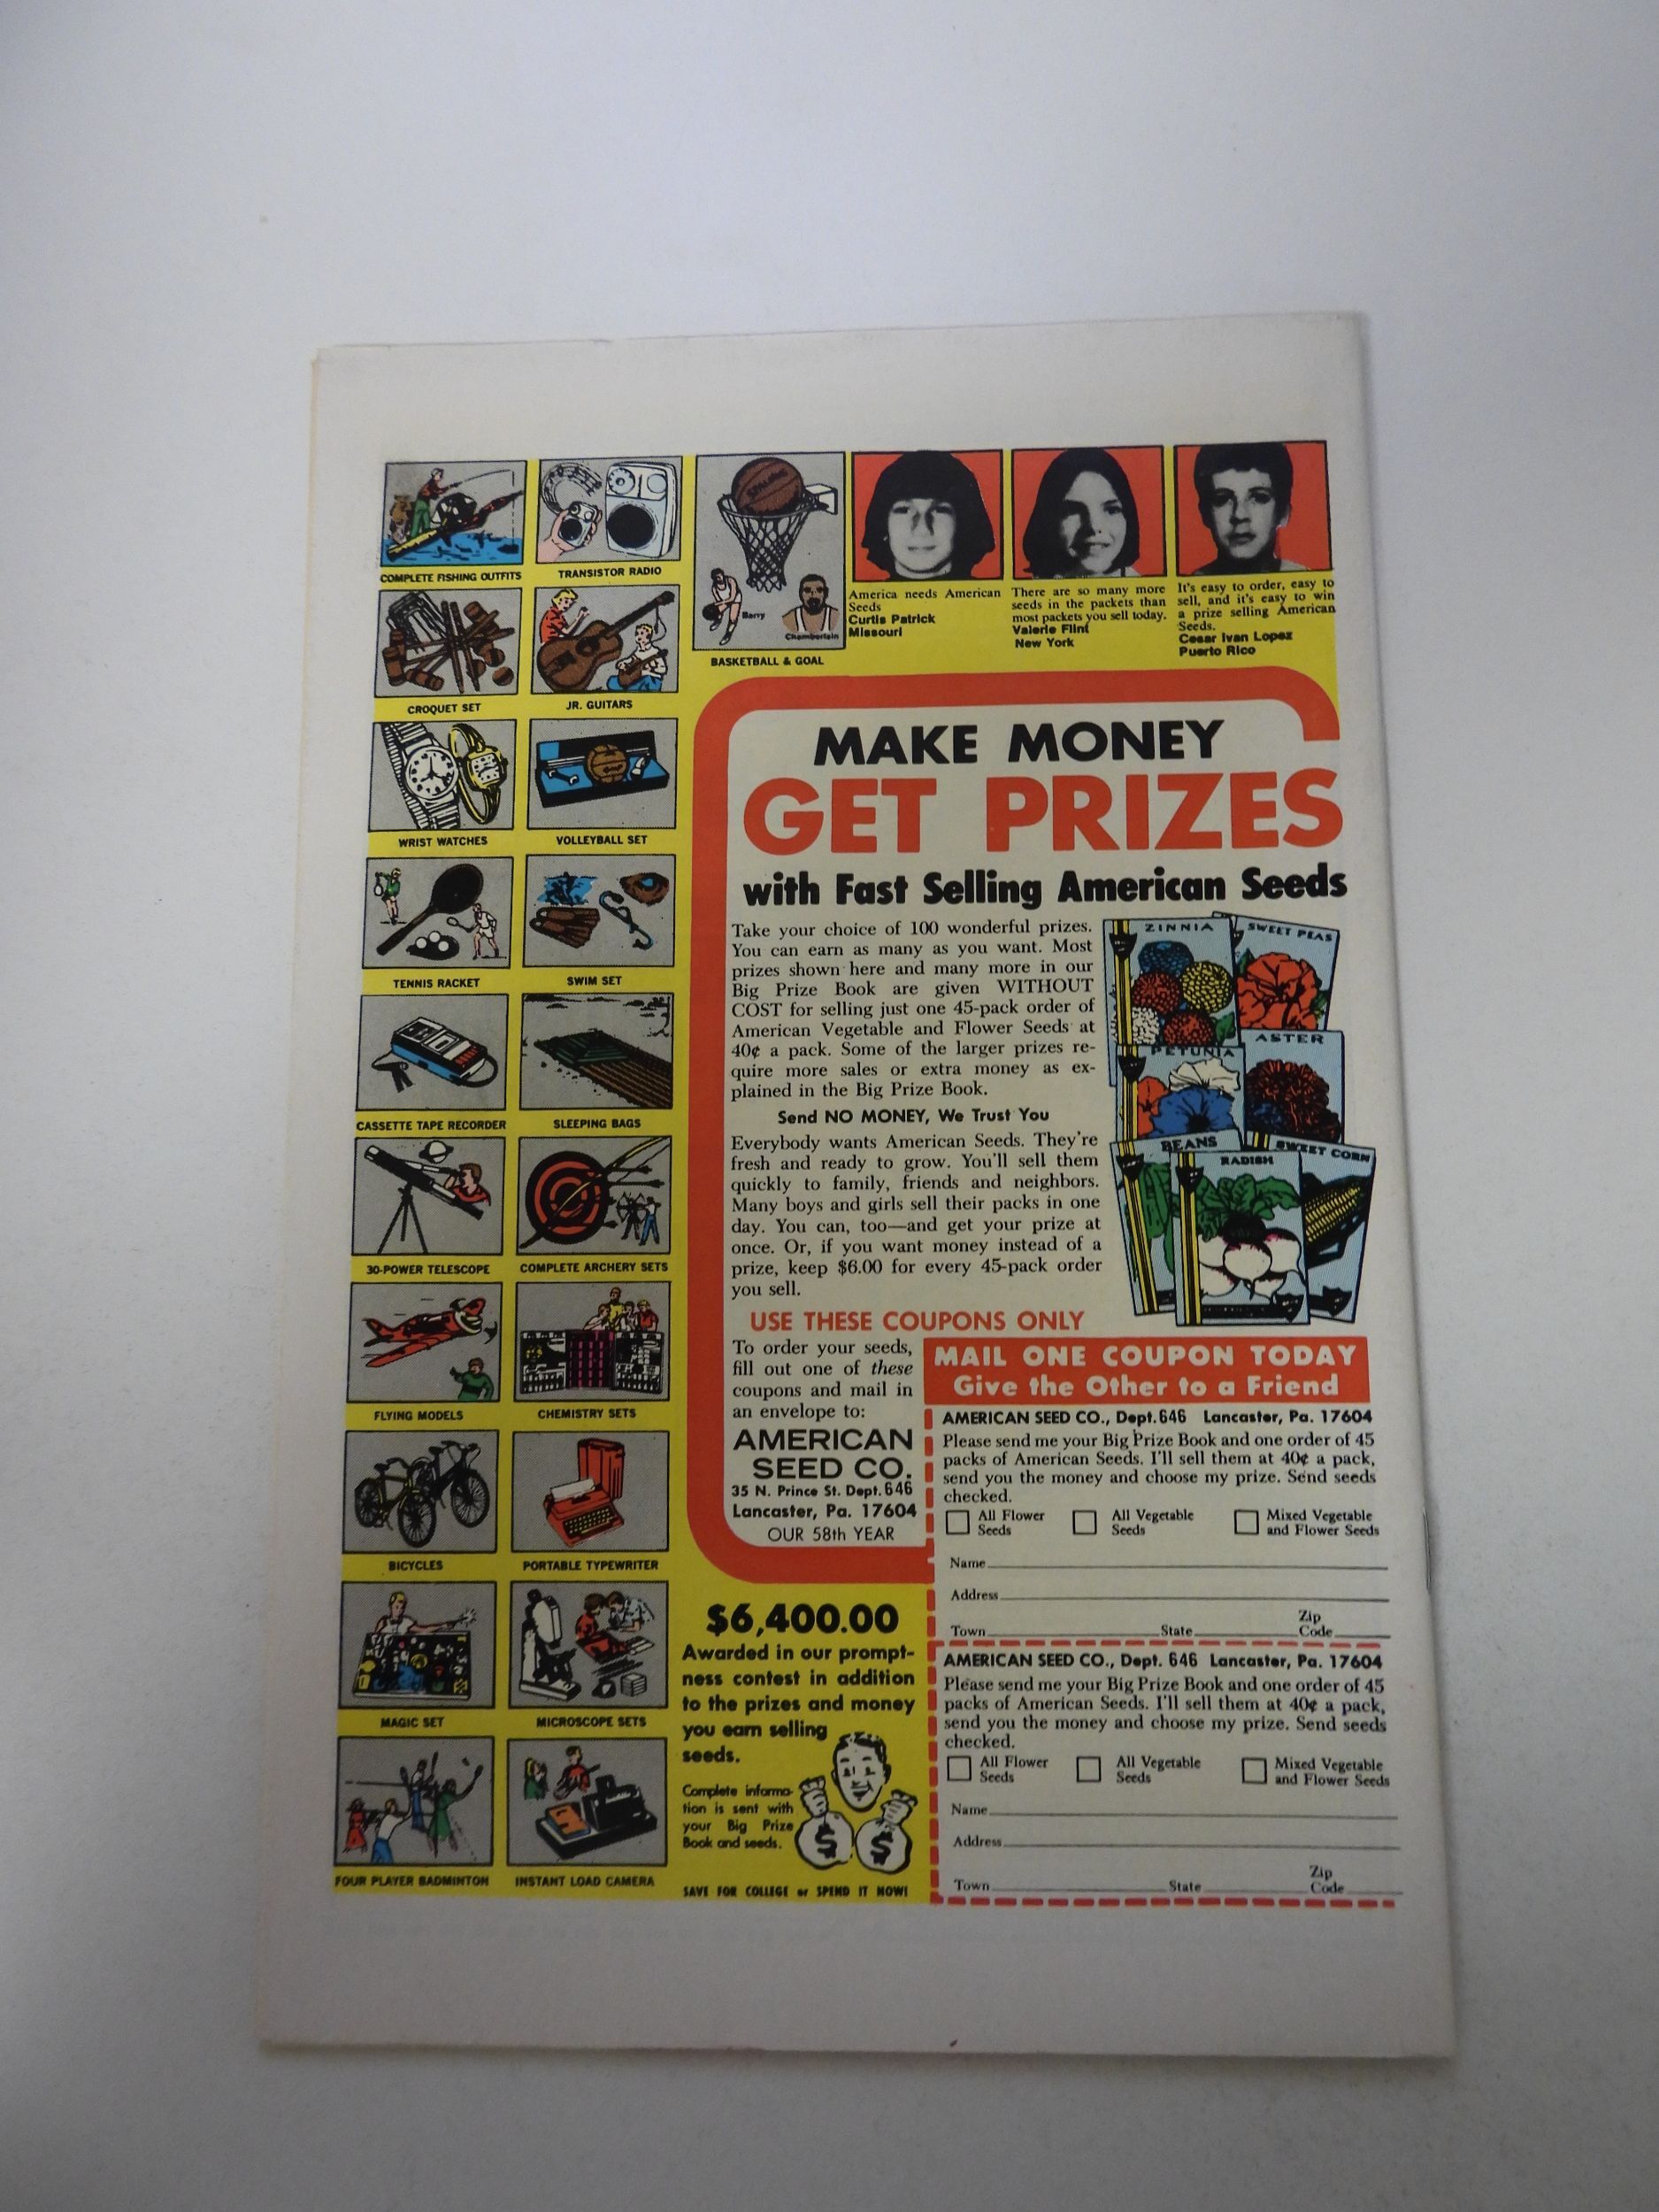 COMPLETE FISHING OUTFITS
TRANSISTOR RADIO
CROQUET SET
JR. GUITARS
WRIST WATCHES
VOLLEYBALL SET
TENNIS RACKET
SWIM SET
CASSETTE TAPE RECORDER
SLEEPING BAGS
30-POWER TELESCOPE
COMPLETE ARCHERY SETS
FLYING MODELS
CHEMISTRY SETS
BICYCLES
PORTABLE TYPEWRITER
MAGIC SET
MICROSCOPE SETS
FOUR PLAYER BADMINTON
INSTANT LOAD CAMERA
SPALDING
Barry
Chamberlain
BASKETBALL & GOAL
America needs American
Seeds
Curtis Patrick
Missouri
There are so many more
seeds in the packets than
most packets you sell today.
Valerie Flint
New York
It's easy to order, easy to
sell, and it's easy to win
a prize selling American
Seeds.
Cesar Ivan Lopez
Puerto Rico
MAKE MONEY
GET PRIZES
with Fast Selling American Seeds
Take your choice of 100 wonderful prizes.
You can earn as many as you want. Most
prizes shown here and many more in our
Big Prize Book are given WITHOUT
COST for selling just one 45-pack order of
American Vegetable and Flower Seeds at
40¢ a pack. Some of the larger prizes re-
quire more sales or extra money as ex-
plained in the Big Prize Book.
Send NO MONEY, We Trust You
Everybody wants American Seeds. They're
fresh and ready to grow. You'll sell them
quickly to family, friends and neighbors.
Many boys and girls sell their packs in one
day. You can, too—and get your prize at
once. Or, if you want money instead of a
prize, keep $6.00 for every 45-pack order
you sell.
ZINNIA
SWEET PEAS
PETUNIA
ASTER
BEANS
RADISH
SWEET CORN
USE THESE COUPONS ONLY
To order your seeds,
fill out one of these
coupons and mail in
an envelope to:
AMERICAN
SEED CO.
35 N. Prince St. Dept. 646
Lancaster, Pa. 17604
OUR 58th YEAR
MAIL ONE COUPON TODAY
Give the Other to a Friend
AMERICAN SEED CO., Dept. 646 Lancaster, Pa. 17604
Please send me your Big Prize Book and one order of 45
packs of American Seeds. I'll sell them at 40¢ a pack,
send you the money and choose my prize. Send seeds
checked.
All Flower
Seeds
All Vegetable
Seeds
Mixed Vegetable
and Flower Seeds
Name
Address
Town State Zip
Code
AMERICAN SEED CO., Dept. 646 Lancaster, Pa. 17604
Please send me your Big Prize Book and one order of 45
packs of American Seeds. I'll sell them at 40¢ a pack,
send you the money and choose my prize. Send seeds
checked.
All Flower
Seeds
All Vegetable
Seeds
Mixed Vegetable
and Flower Seeds
Name
Address
Town State Zip
Code
$6,400.00
Awarded in our prompt-
ness contest in addition
to the prizes and money
you earn selling
seeds.
Complete informa-
tion is sent with
your Big Prize
Book and seeds.
$ $
SAVE FOR COLLEGE or SPEND IT NOW!